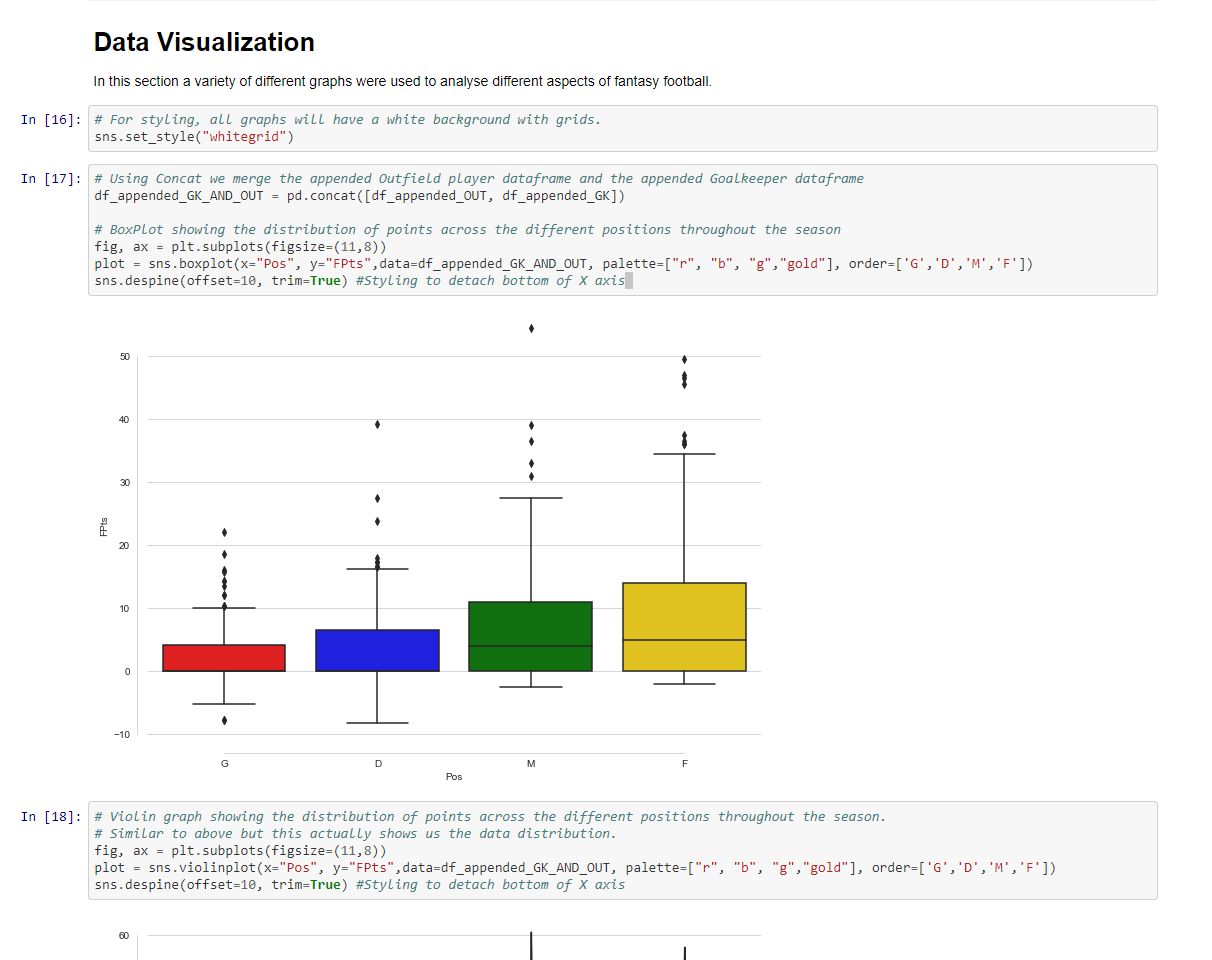 Data Visualization
In this section a variety of different graphs were used to analyse different aspects of fantasy football.
In [16]:
# For styling, all graphs will have a white background with grids.
sns.set_style("whitegrid")
In [17]:
# Using Concat we merge the appended Outfield player dataframe and the appended Goalkeeper dataframe
df_appended_GK_AND_OUT = pd.concat([df_appended_OUT, df_appended_GK])
# BoxPlot showing the distribution of points across the different positions throughout the season
fig, ax = plt.subplots(figsize=(11,8))
plot = sns.boxplot(x="Pos", y="FPts",data=df_appended_GK_AND_OUT, palette=["r", "b", "g","gold"], order=['G','D','M','F'])
sns.despine(offset=10, trim=True) #Styling to detach bottom of X axis
50
40
30
FPts
20
10
0
−10
G D M F
Pos
In [18]:
# Violin graph showing the distribution of points across the different positions throughout the season.
# Similar to above but this actually shows us the data distribution.
fig, ax = plt.subplots(figsize=(11,8))
plot = sns.violinplot(x="Pos", y="FPts",data=df_appended_GK_AND_OUT, palette=["r", "b", "g","gold"], order=['G','D','M','F'])
sns.despine(offset=10, trim=True) #Styling to detach bottom of X axis
60